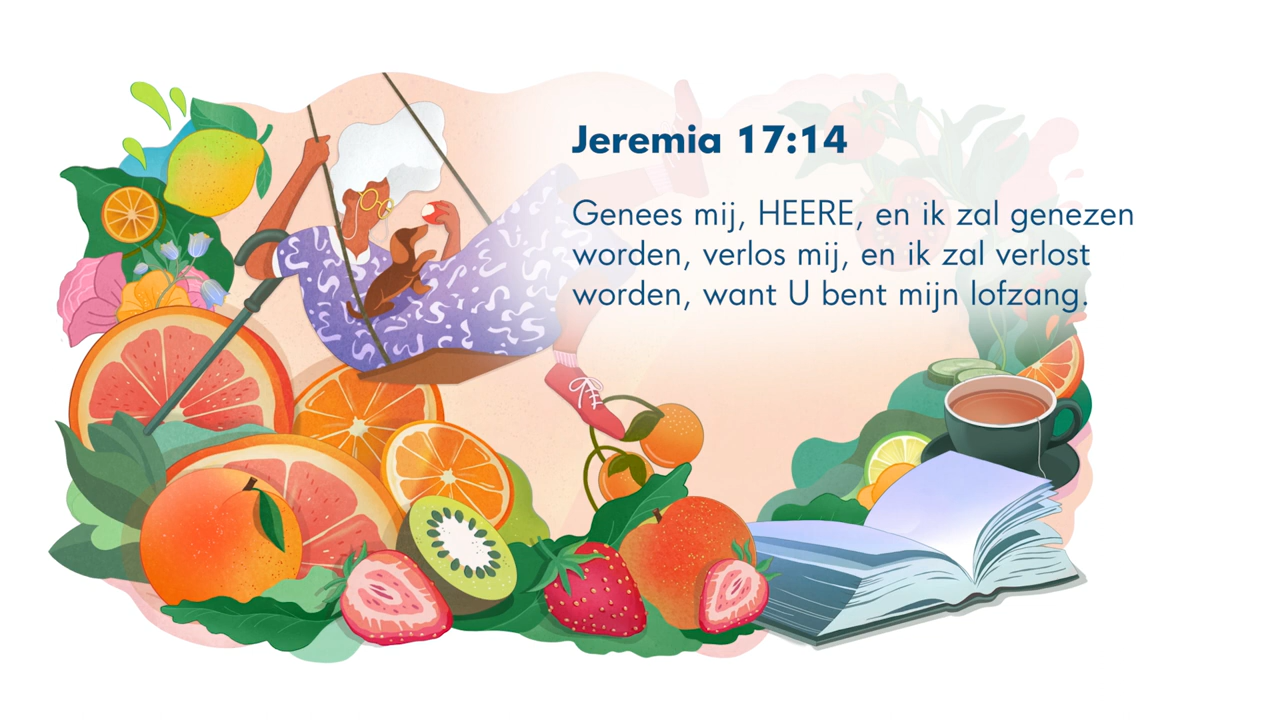 Jeremia 17:14
Genees mij, HEERE, en ik zal genezen
worden, verlos mij, en ik zal verlost
worden, want U bent mijn lofzang.